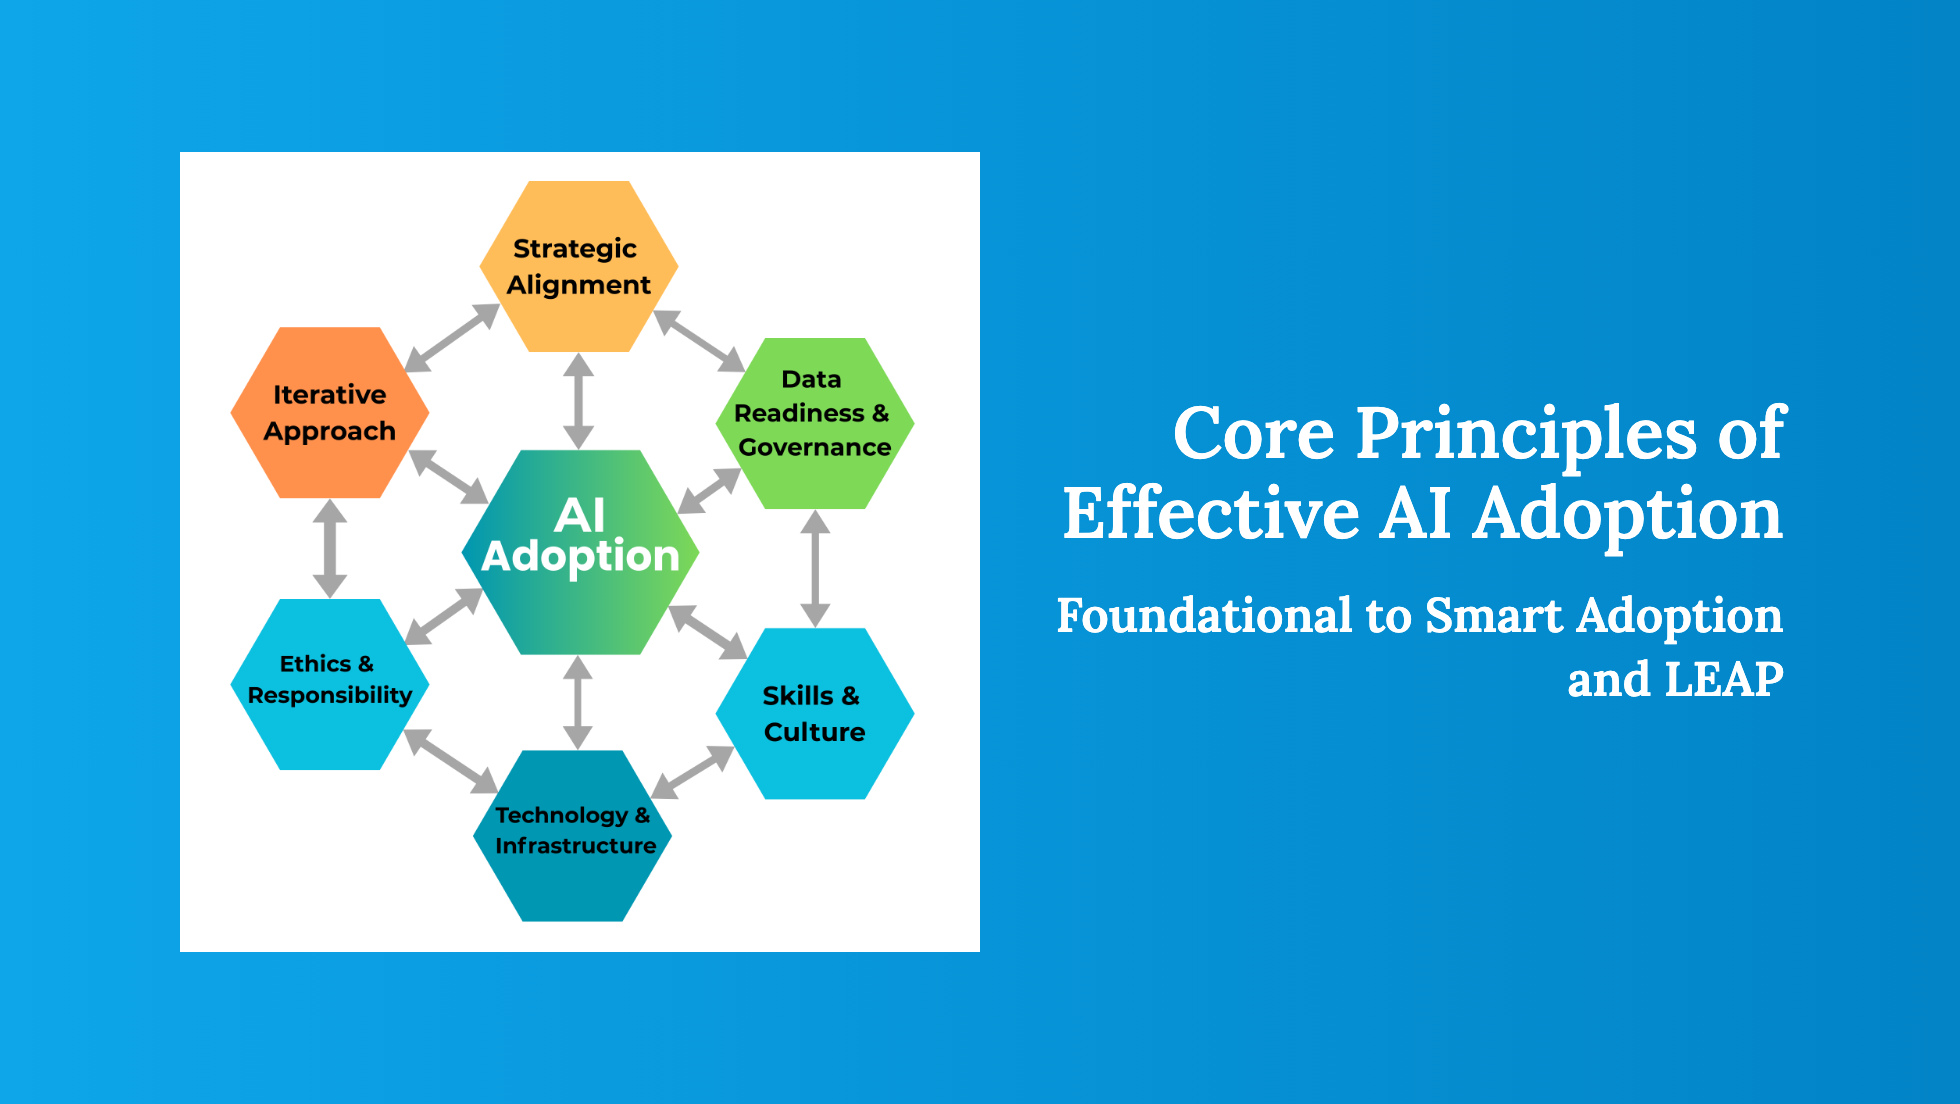 Strategic
Alignment
Iterative
Approach
Data
Readiness &
Governance
AI
Adoption
Ethics &
Responsibility
Skills &
Culture
Technology &
Infrastructure
Core Principles of
Effective AI Adoption
Foundational to Smart Adoption
and LEAP